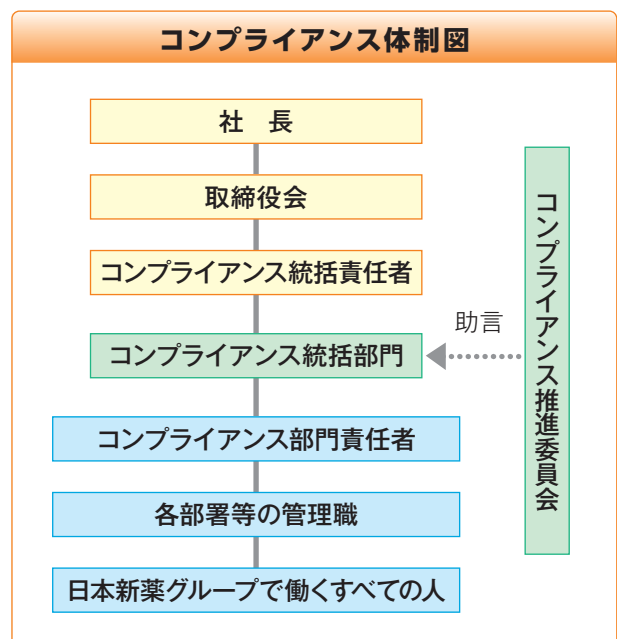 コンプライアンス体制図
社　長
取締役会
コンプライアンス統括責任者
コンプライアンス統括部門
助言
コンプライアンス推進委員会
コンプライアンス部門責任者
各部署等の管理職
日本新薬グループで働くすべての人